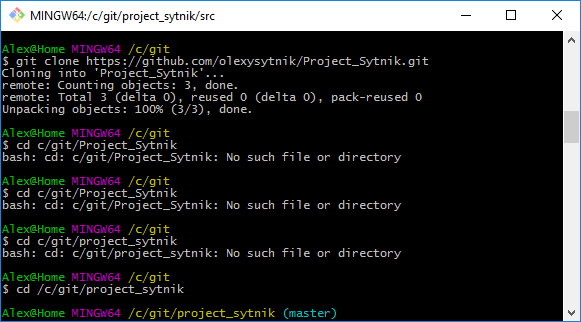 MINGW64:/c/git/project_sytnik/src
Alex@Home MINGW64 /c/git
$ git clone https://github.com/olexysytnik/Project_Sytnik.git
Cloning into 'Project_Sytnik'...
remote: Counting objects: 3, done.
remote: Total 3 (delta 0), reused 0 (delta 0), pack-reused 0
Unpacking objects: 100% (3/3), done.
Alex@Home MINGW64 /c/git
$ cd c/git/Project_Sytnik
bash: cd: c/git/Project_Sytnik: No such file or directory
Alex@Home MINGW64 /c/git
$ cd c/git/Project_Sytnik
bash: cd: c/git/Project_Sytnik: No such file or directory
Alex@Home MINGW64 /c/git
$ cd c/git/project_sytnik
bash: cd: c/git/project_sytnik: No such file or directory
Alex@Home MINGW64 /c/git
$ cd /c/git/project_sytnik
Alex@Home MINGW64 /c/git/project_sytnik (master)